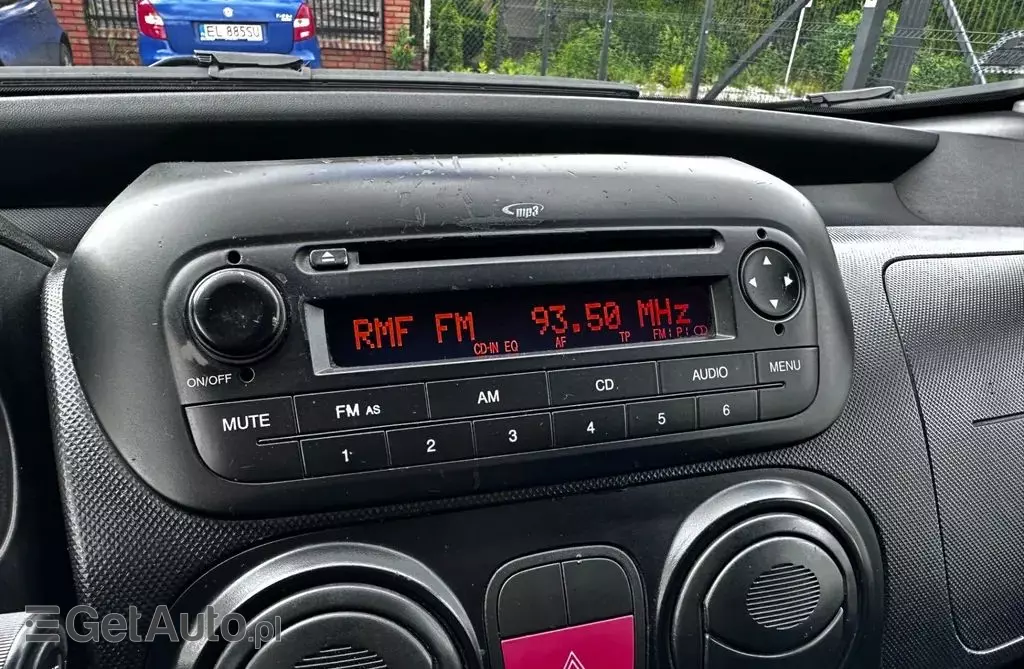 EL 885SU
mp3
RMF FM 93.50 MHz
CD-IN EQ AF TP FM
ON/OFF
MUTE FM AS AM CD AUDIO MENU
1 2 3 4 5 6
GetAuto.pl